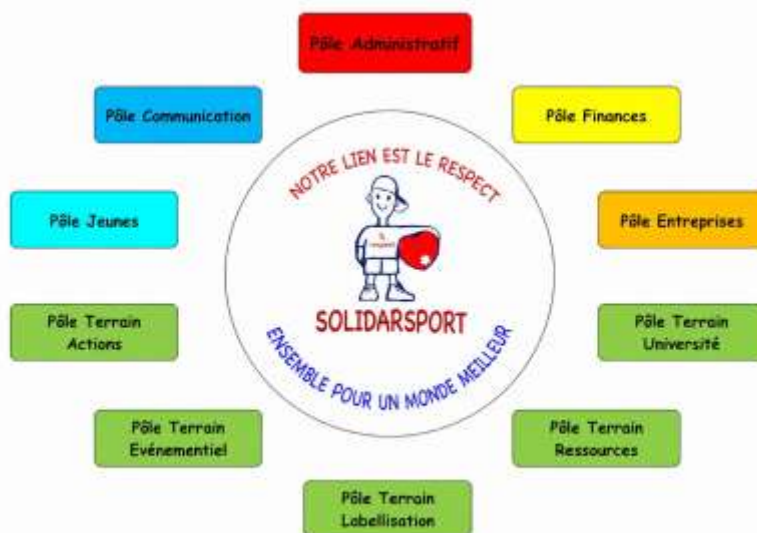 Pôle Administratif
Pôle Communication
Pôle Finances
NOTRE LIEN EST LE RESPECT
Pôle Jeunes
Pôle Entreprises
SOLIDARSPORT
Pôle Terrain
Actions
Pôle Terrain
Université
ENSEMBLE POUR UN MONDE MEILLEUR
Pôle Terrain
Evénementiel
Pôle Terrain
Ressources
Pôle Terrain
Labellisation